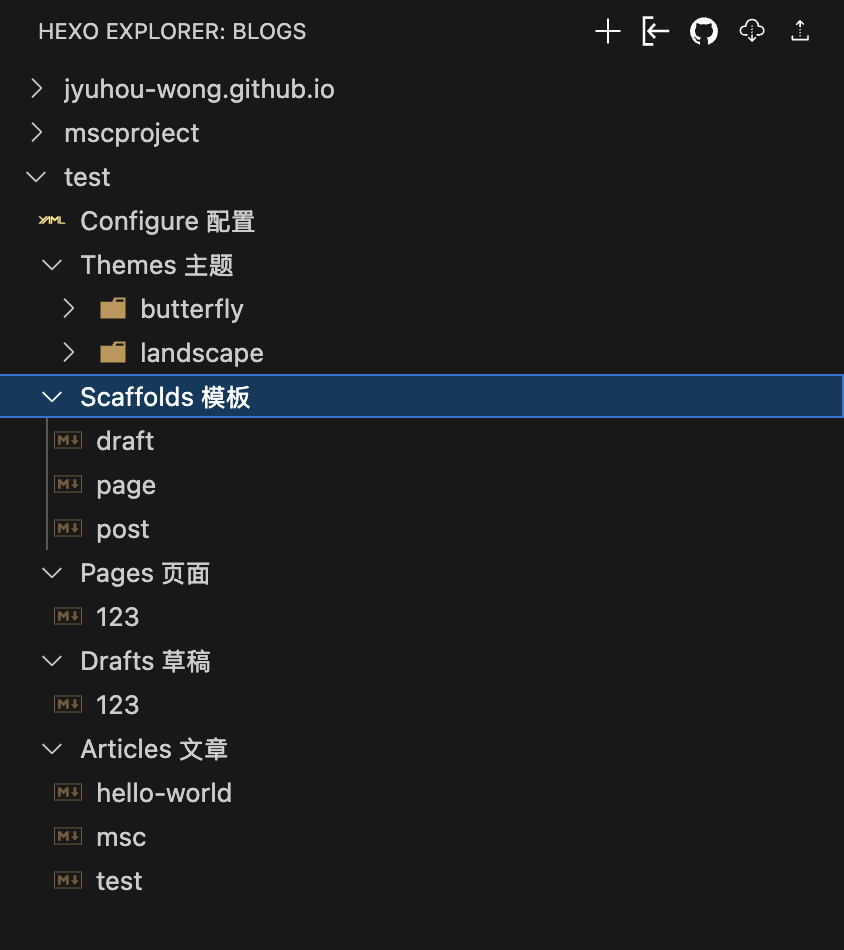 HEXO EXPLORER: BLOGS
jyuhou-wong.github.io
mscproject
test
YAML Configure 配置
Themes 主题
butterfly
landscape
Scaffolds 模板
M draft
M page
M post
Pages 页面
M 123
Drafts 草稿
M 123
Articles 文章
M hello-world
M msc
M test